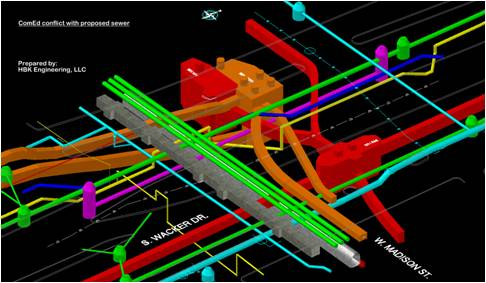 ComEd conflict with proposed sewer
Prepared by:
HBK Engineering, LLC
S. WACKER DR.
W. MADISON ST.